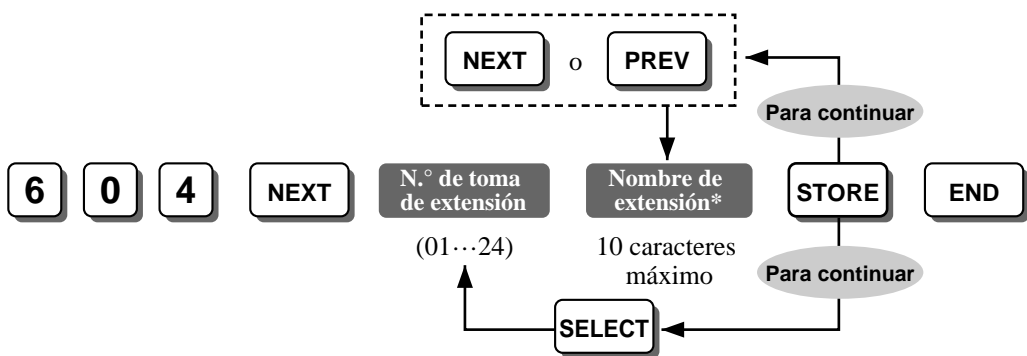 NEXT o PREV
Para continuar
6 0 4 NEXT
N.° de toma
de extensión
Nombre de
extensión*
STORE
END
(01···24)
10 caracteres
máximo
Para continuar
SELECT